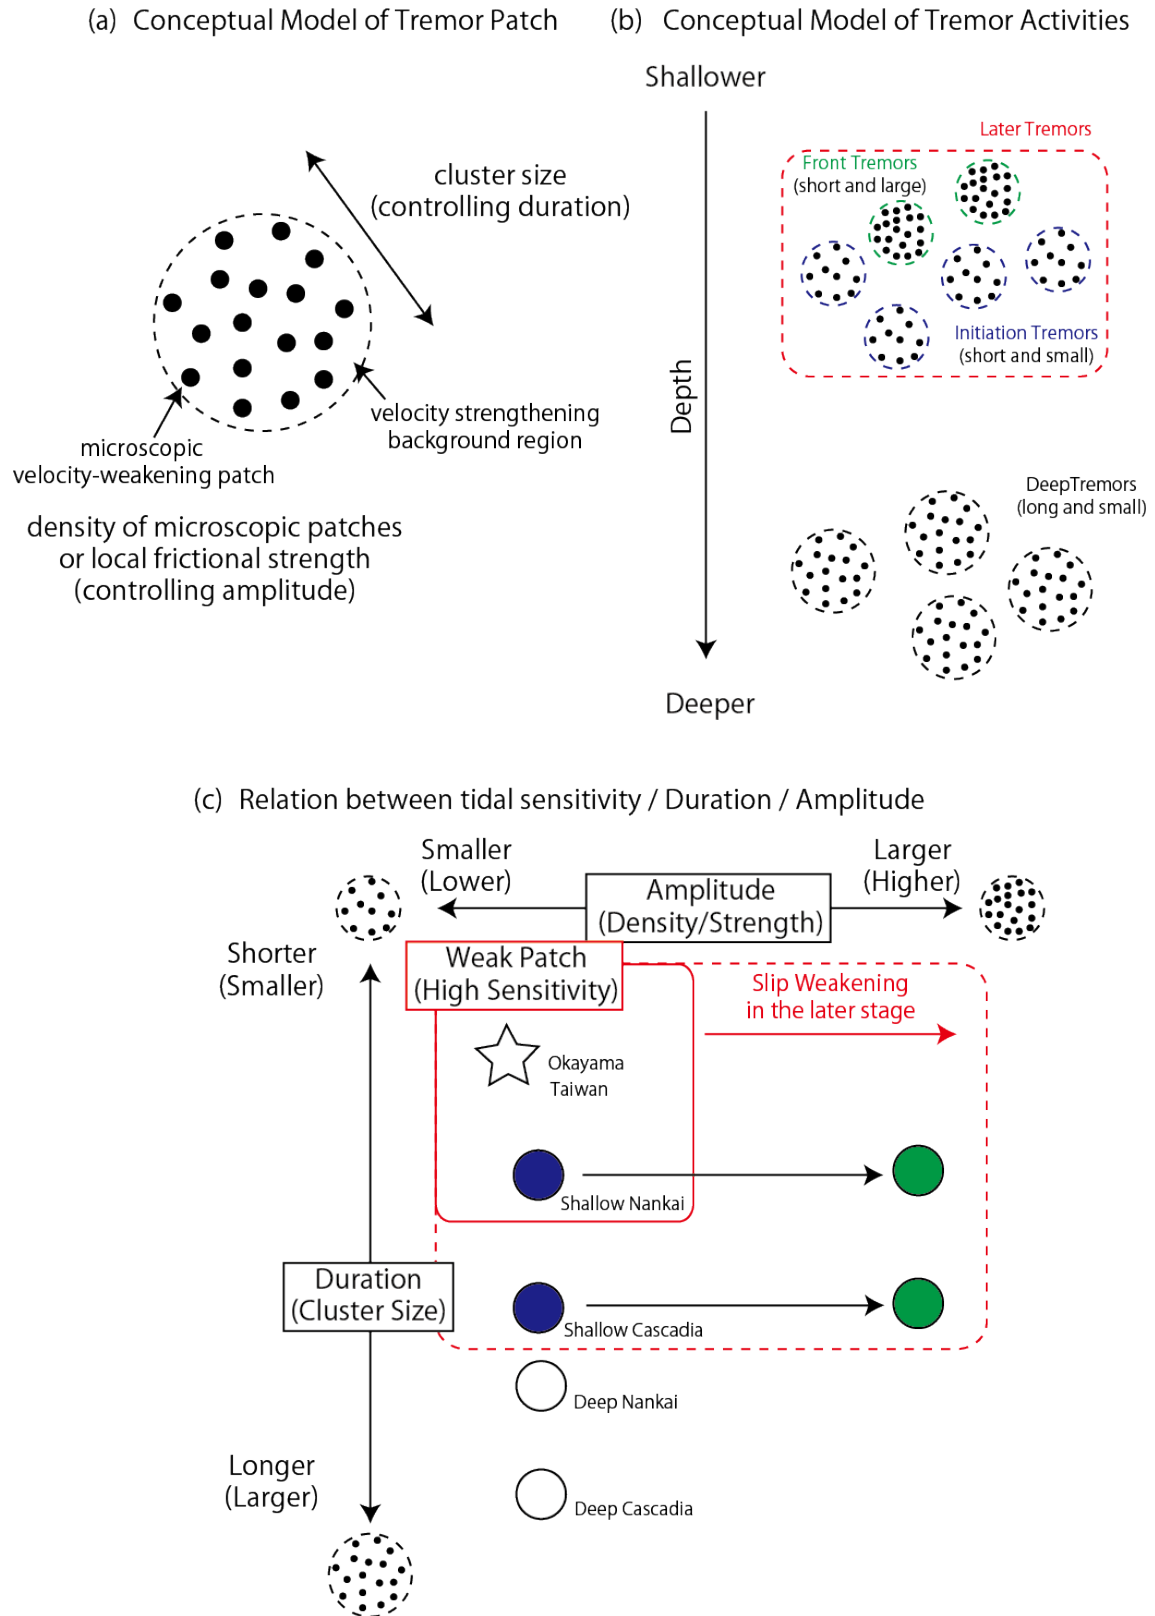 (a) Conceptual Model of Tremor Patch
cluster size
(controlling duration)
velocity strengthening
background region
microscopic
velocity-weakening patch
density of microscopic patches
or local frictional strength
(controlling amplitude)
(b) Conceptual Model of Tremor Activities
Shallower
Depth
Deeper
Later Tremors
Front Tremors
(short and large)
Initiation Tremors
(short and small)
DeepTremors
(long and small)
(c) Relation between tidal sensitivity / Duration / Amplitude
Smaller
(Lower)
Amplitude
(Density/Strength)
Larger
(Higher)
Shorter
(Smaller)
Weak Patch
(High Sensitivity)
Slip Weakening
in the later stage
Okayama
Taiwan
Shallow Nankai
Duration
(Cluster Size)
Shallow Cascadia
Deep Nankai
Longer
(Larger)
Deep Cascadia